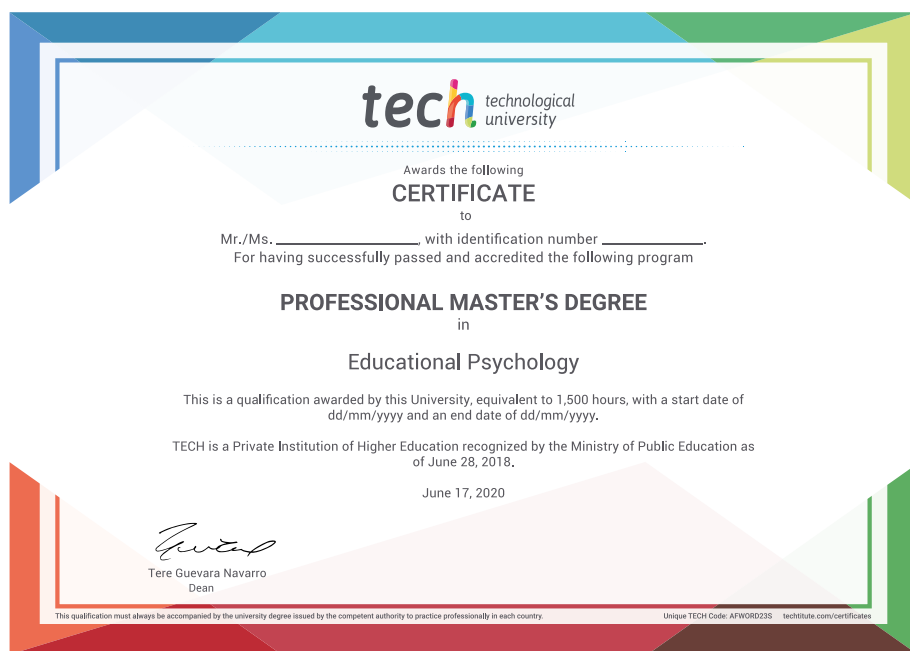 tech technological
university
Awards the following
CERTIFICATE
to
Mr./Ms. ____________, with identification number ____________.
For having successfully passed and accredited the following program
PROFESSIONAL MASTER'S DEGREE
in
Educational Psychology
This is a qualification awarded by this University, equivalent to 1,500 hours, with a start date of
dd/mm/yyyy and an end date of dd/mm/yyyy.
TECH is a Private Institution of Higher Education recognized by the Ministry of Public Education as
of June 28, 2018.
June 17, 2020
Tere Guevara Navarro
Dean
This qualification must always be accompanied by the university degree issued by the competent authority to practice professionally in each country.
Unique TECH Code: AFWORD23S techtitute.com/certificates